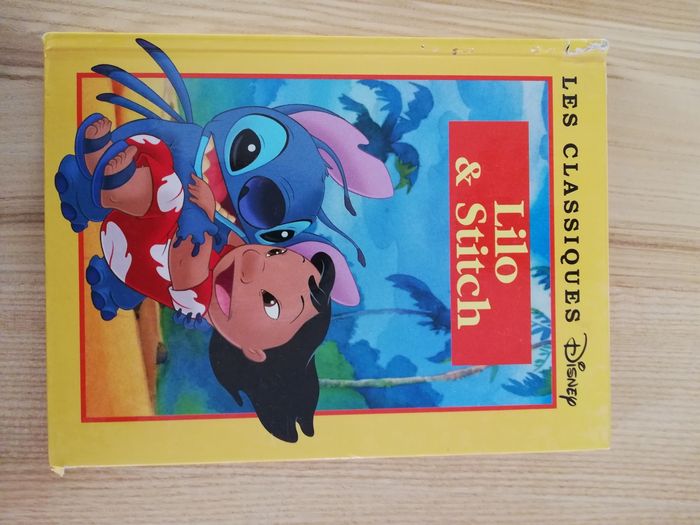 LES CLASSIQUES DISNEY
Lilo
& Stitch